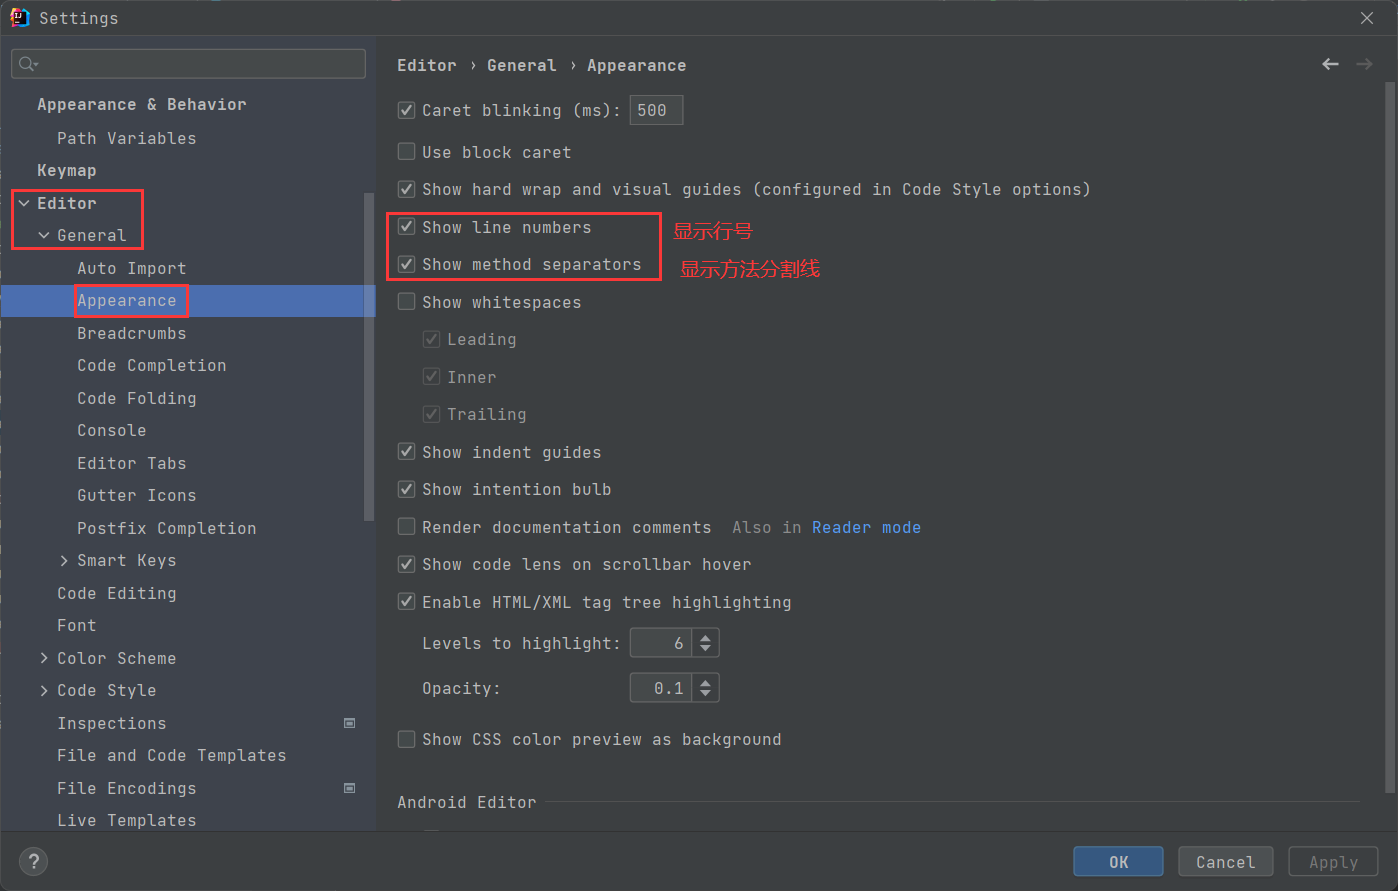 Settings
Appearance & Behavior
Path Variables
Keymap
Editor
General
Auto Import
Appearance
Breadcrumbs
Code Completion
Code Folding
Console
Editor Tabs
Gutter Icons
Postfix Completion
Smart Keys
Code Editing
Font
Color Scheme
Code Style
Inspections
File and Code Templates
File Encodings
Live Templates
Editor › General › Appearance
Caret blinking (ms): 500
Use block caret
Show hard wrap and visual guides (configured in Code Style options)
Show line numbers 显示行号
Show method separators 显示方法分割线
Show whitespaces
Leading
Inner
Trailing
Show indent guides
Show intention bulb
Render documentation comments Also in Reader mode
Show code lens on scrollbar hover
Enable HTML/XML tag tree highlighting
Levels to highlight: 6
Opacity: 0.1
Show CSS color preview as background
Android Editor
? OK Cancel Apply